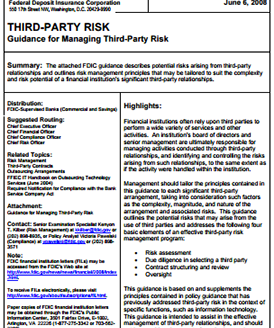 Federal Deposit Insurance Corporation
550 17th Street NW, Washington, D.C. 20429-9990
June 6, 2008
THIRD-PARTY RISK
Guidance for Managing Third-Party Risk
Summary: The attached FDIC guidance describes potential risks arising from third-party
relationships and outlines risk management principles that may be tailored to suit the complexity
and risk potential of a financial institution's significant third-party relationships.
Distribution:
FDIC-Supervised Banks (Commercial and Savings)
Suggested Routing:
Chief Executive Officer
Chief Financial Officer
Chief Compliance Officer
Chief Risk Officer
Related Topics:
Risk Management
Third-Party Contracts
Outsourcing Arrangements
FFIEC IT Handbook on Outsourcing Technology
Services (June 2004)
Required Notification for Compliance with the Bank
Service Company Act
Attachment:
Guidance for Managing Third-Party Risk
Contact: Senior Examination Specialist Kenyon
T. Kilber (Risk Management) at
(202) 898-8935, or Policy Analyst Victoria Pawelski
(Compliance) at
or (202) 898-
3571
Note:
FDIC financial institution letters (FILs) may be
accessed from the FDIC's Web site at
To receive FILs electronically, please visit
Paper copies of FDIC financial institution letters
may be obtained through the FDIC's Public
Information Center, 3501 Fairfax Drive, E-1002,
Arlington, VA 22226 (1-877-275-3342 or 703-562-
Highlights:
Financial institutions often rely upon third parties to
perform a wide variety of services and other
activities. An institution's board of directors and
senior management are ultimately responsible for
managing activities conducted through third-party
relationships, and identifying and controlling the risks
arising from such relationships, to the same extent as
if the activity were handled within the institution.
Management should tailor the principles contained in
this guidance to each significant third-party
arrangement, taking into consideration such factors
as the complexity, magnitude, and nature of the
arrangement and associated risks. This guidance
outlines the potential risks that may arise from the
use of third parties and addresses the following four
basic elements of an effective third-party risk
management program:
• Risk assessment
• Due diligence in selecting a third party
• Contract structuring and review
• Oversight
This guidance is based on and supplements the
principles contained in policy guidance that has
previously addressed third-party risk in the context of
specific functions, such as information technology.
This guidance is intended to assist in the effective
management of third-party relationships, and should